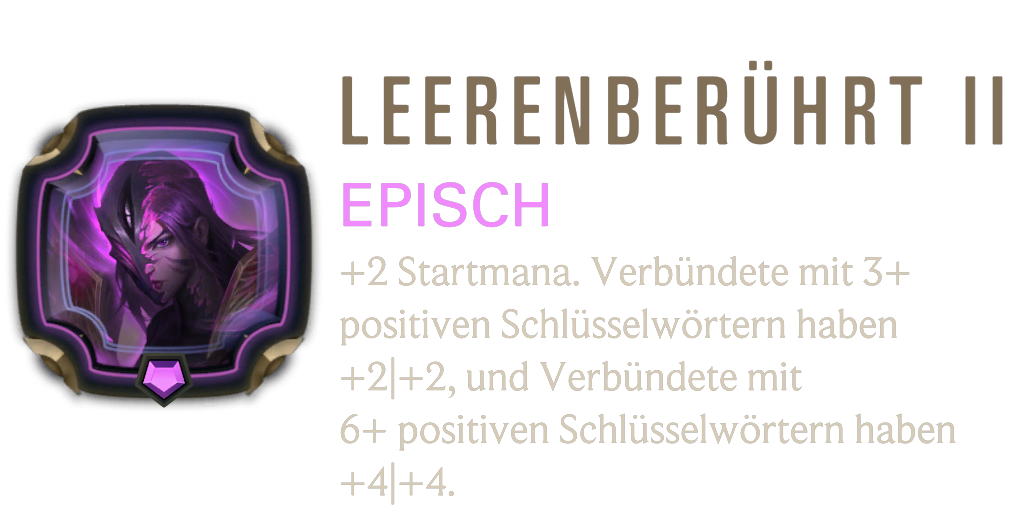 LEERENBERÜHRT II
EPISCH
+2 Startmana. Verbündete mit 3+
positiven Schlüsselwörtern haben
+2|+2, und Verbündete mit
6+ positiven Schlüsselwörtern haben
+4|+4.